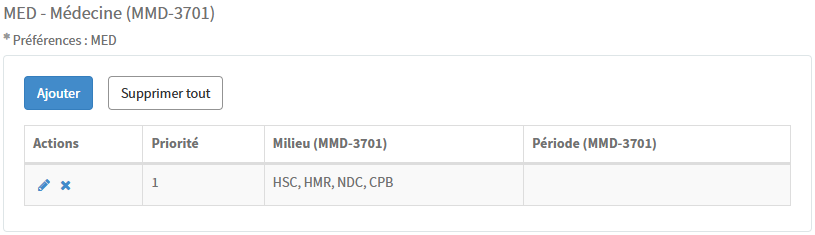 MED - Médecine (MMD-3701)
* Préférences : MED
Ajouter Supprimer tout
Actions Priorité Milieu (MMD-3701) Période (MMD-3701)
1 HSC, HMR, NDC, CPB